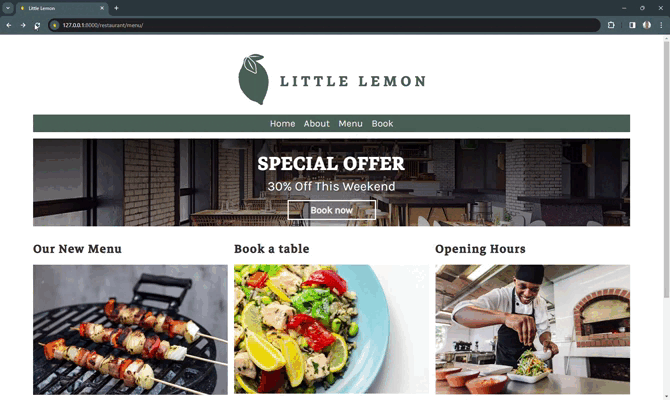 Little Lemon
127.0.0.1:8000/restaurant/menu/
LITTLE LEMON
Home About Menu Book
SPECIAL OFFER
30% Off This Weekend
Book now
Our New Menu
Book a table
Opening Hours